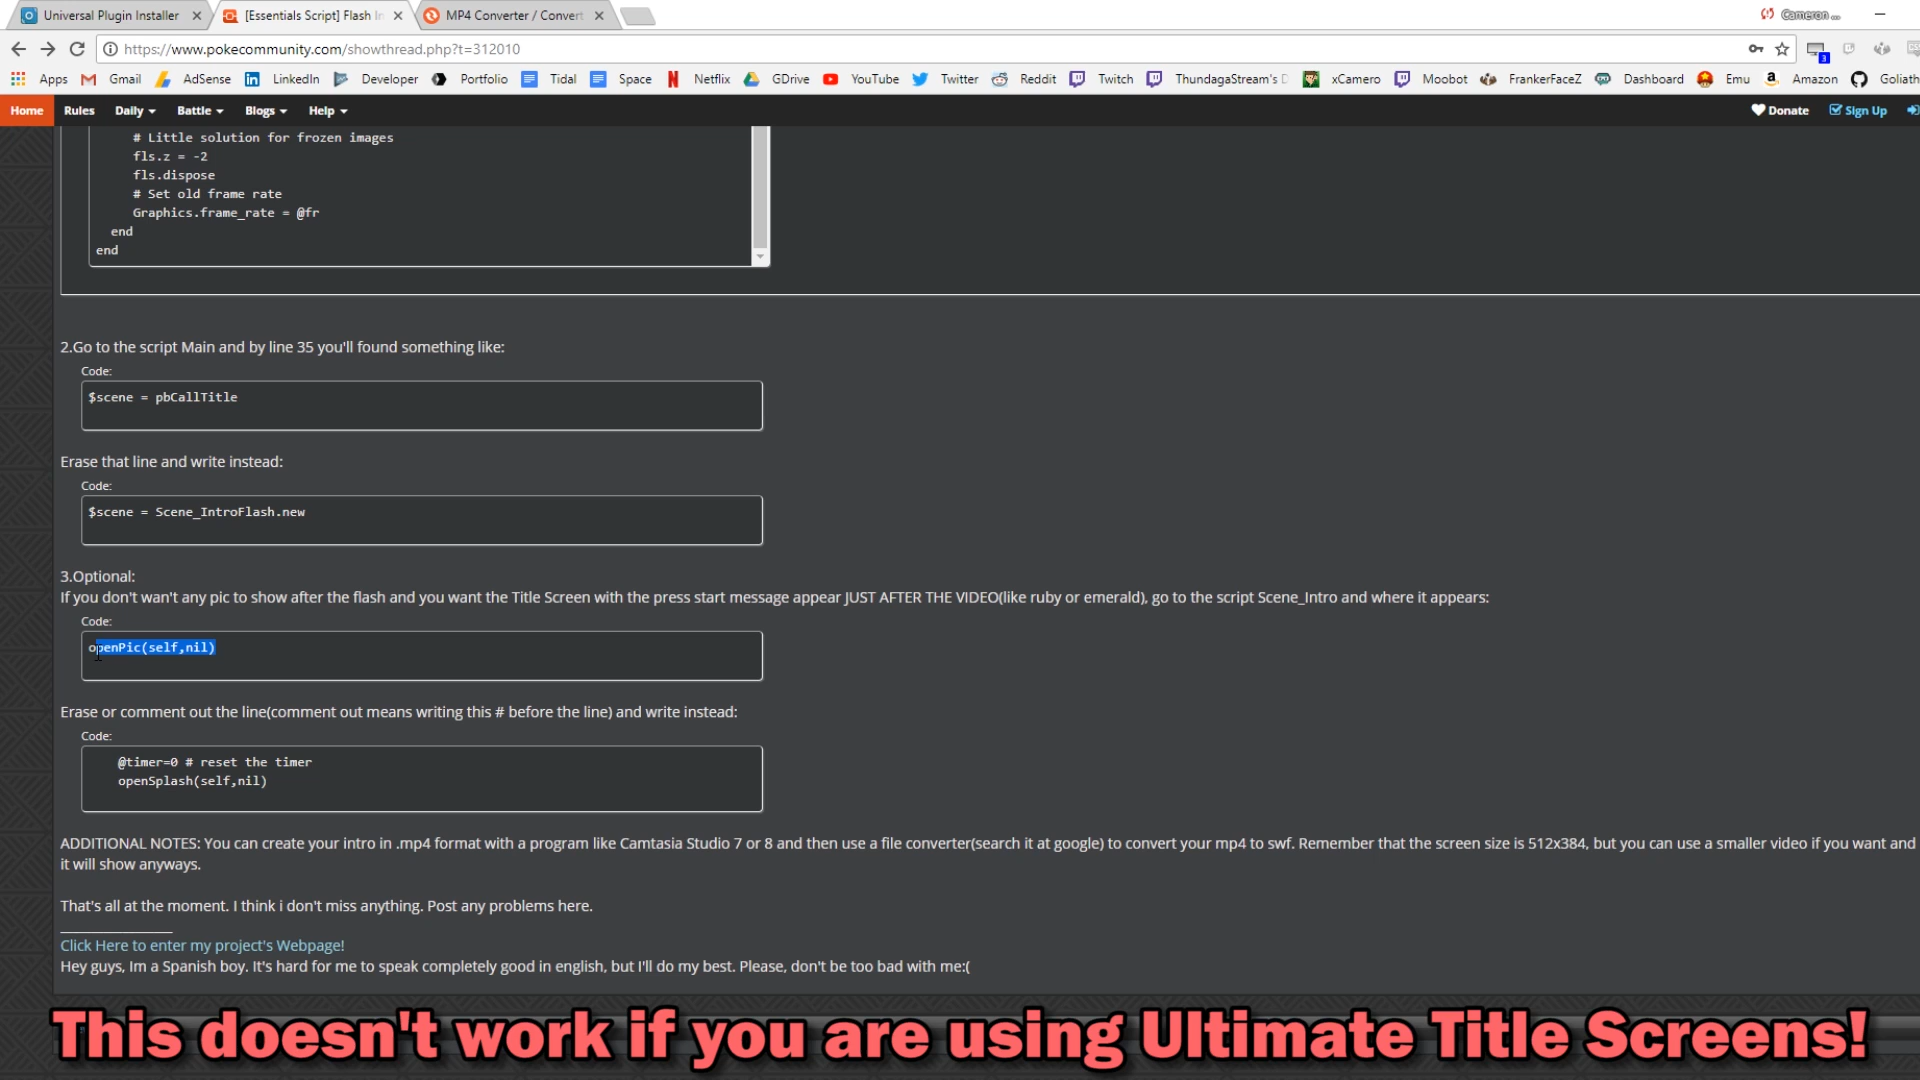 Universal Plugin Installer
[Essentials Script] Flash In
MP4 Converter / Convert
Cameron ...
https://www.pokecommunity.com/showthread.php?t=312010
3
Apps Gmail AdSense LinkedIn Developer Portfolio Tidal Space Netflix GDrive YouTube Twitter Reddit Twitch ThundagaStream's D xCamero Moobot FrankerFaceZ Dashboard Emu Amazon Goliath
Home Rules Daily Battle Blogs Help Donate Sign Up
# Little solution for frozen images
fls.z = -2
fls.dispose
# Set old frame rate
Graphics.frame_rate = @fr
end
end
2.Go to the script Main and by line 35 you'll found something like:
Code:
$scene = pbCallTitle
Erase that line and write instead:
Code:
$scene = Scene_IntroFlash.new
3.Optional:
If you don't wan't any pic to show after the flash and you want the Title Screen with the press start message appear JUST AFTER THE VIDEO(like ruby or emerald), go to the script Scene_Intro and where it appears:
Code:
openPic(self,nil)
Erase or comment out the line(comment out means writing this # before the line) and write instead:
Code:
@timer=0 # reset the timer
openSplash(self,nil)
ADDITIONAL NOTES: You can create your intro in .mp4 format with a program like Camtasia Studio 7 or 8 and then use a file converter(search it at google) to convert your mp4 to swf. Remember that the screen size is 512x384, but you can use a smaller video if you want and
it will show anyways.
That's all at the moment. I think i don't miss anything. Post any problems here.
Click Here to enter my project's Webpage!
Hey guys, Im a Spanish boy. It's hard for me to speak completely good in english, but I'll do my best. Please, don't be too bad with me:(
This doesn't work if you are using Ultimate Title Screens!